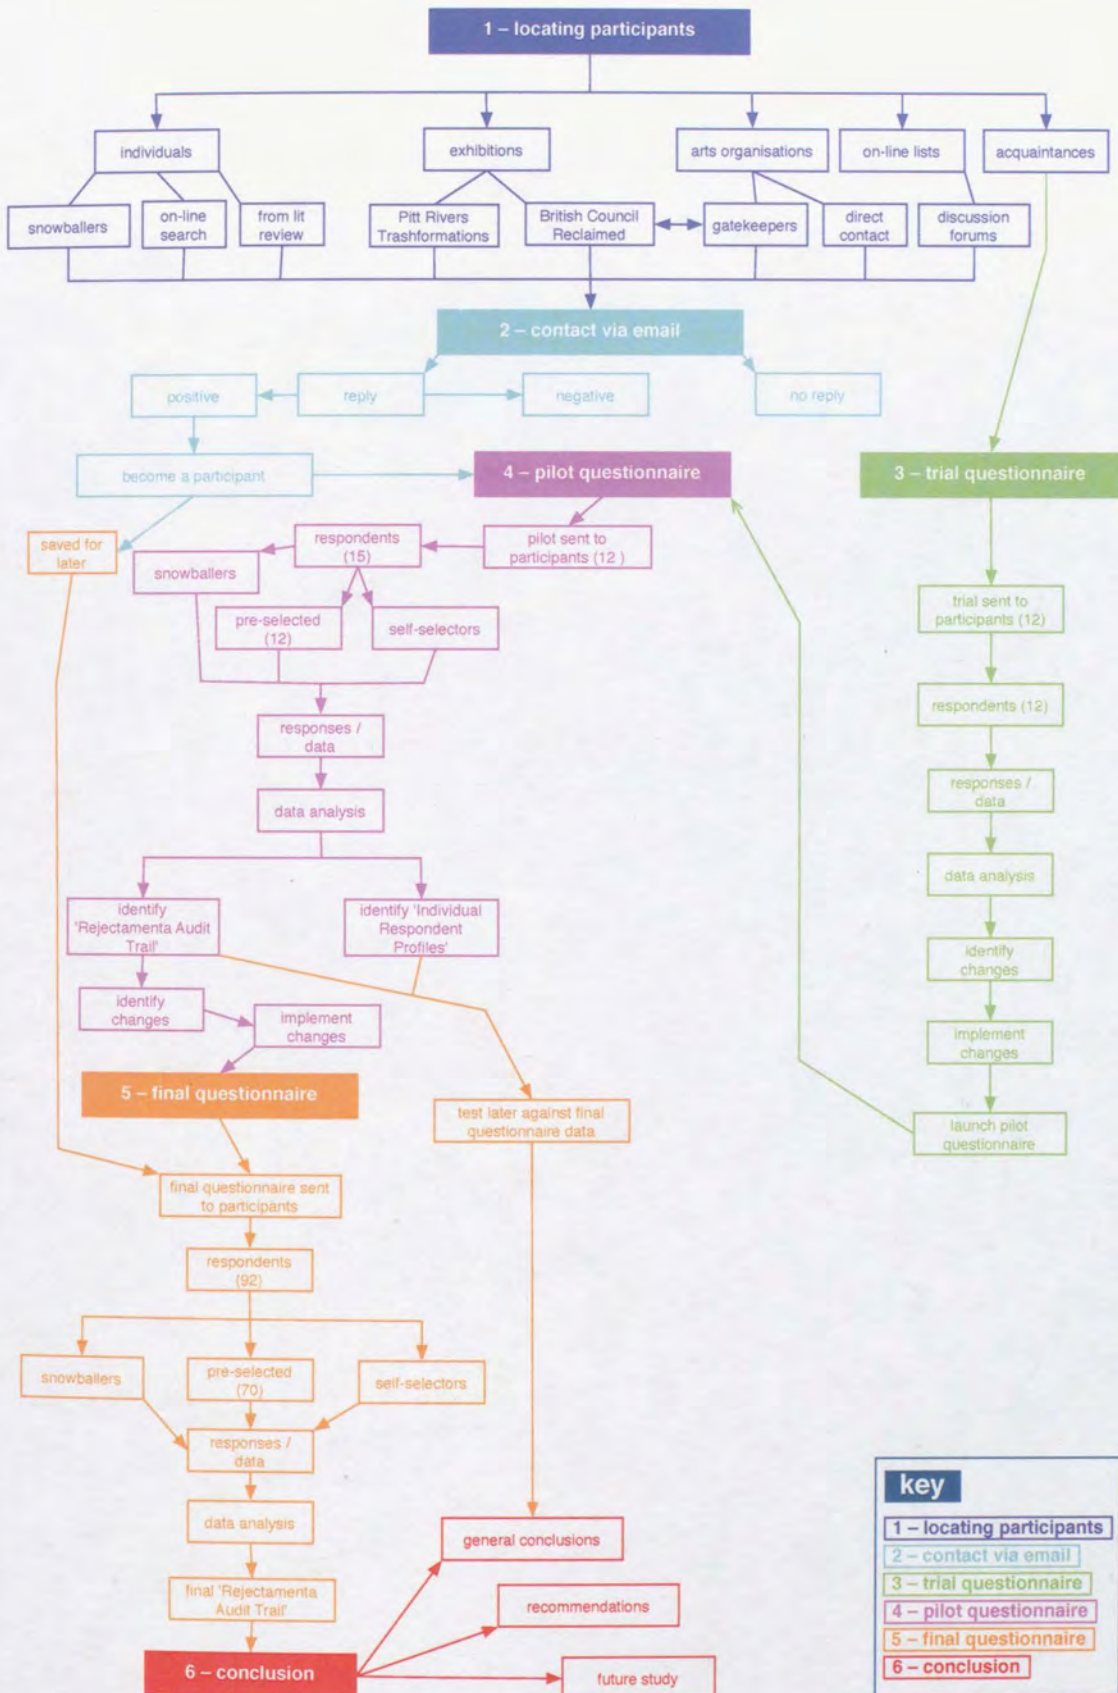 1 – locating participants
individuals
exhibitions
arts organisations
on-line lists
acquaintances
snowballers
on-line
search
from lit
review
Pitt Rivers
Trashformations
British Council
Reclaimed
gatekeepers
direct
contact
discussion
forums
2 – contact via email
positive
reply
negative
no reply
become a participant
4 – pilot questionnaire
3 – trial questionnaire
saved for
later
snowballers
respondents
(15)
pilot sent to
participants (12 )
pre-selected
(12)
self-selectors
trial sent to
participants (12)
respondents (12)
responses /
data
responses /
data
data analysis
data analysis
identify
'Rejectamenta Audit
Trail'
identify 'Individual
Respondent
Profiles'
identify
changes
identify
changes
implement
changes
implement
changes
5 – final questionnaire
test later against final
questionnaire data
launch pilot
questionnaire
final questionnaire sent
to participants
respondents
(92)
snowballers
pre-selected
(70)
self-selectors
responses /
data
data analysis
general conclusions
final 'Rejectamenta
Audit Trail'
recommendations
6 – conclusion
future study
key
1 – locating participants
2 – contact via email
3 – trial questionnaire
4 – pilot questionnaire
5 – final questionnaire
6 – conclusion